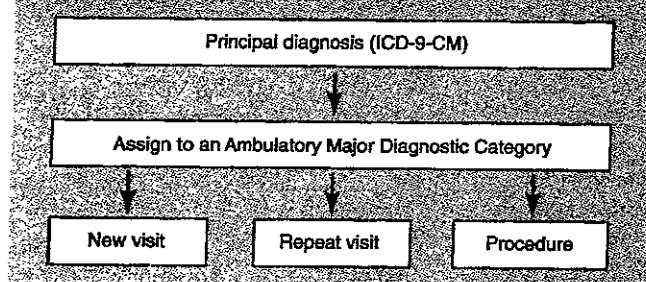 Principal diagnosis (ICD-9-CM)
Assign to an Ambulatory Major Diagnostic Category
New visit
Repeat visit
Procedure